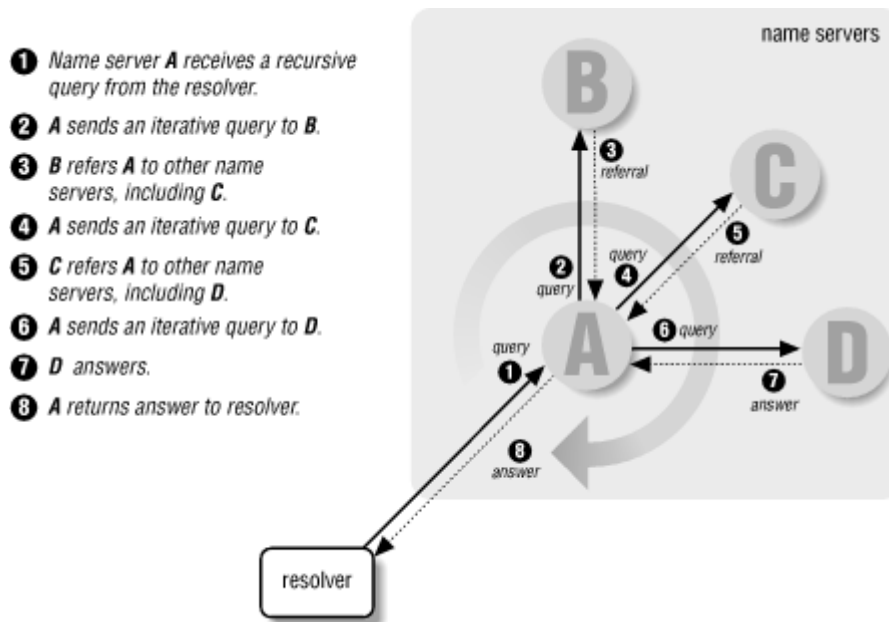 1 Name server A receives a recursive
query from the resolver.
2 A sends an iterative query to B.
3 B refers A to other name
servers, including C.
4 A sends an iterative query to C.
5 C refers A to other name
servers, including D.
6 A sends an iterative query to D.
7 D answers.
8 A returns answer to resolver.
name servers
B
3
referral
C
5
referral
query
4
2
query
6 query
A
D
query
1
7
answer
8
answer
resolver